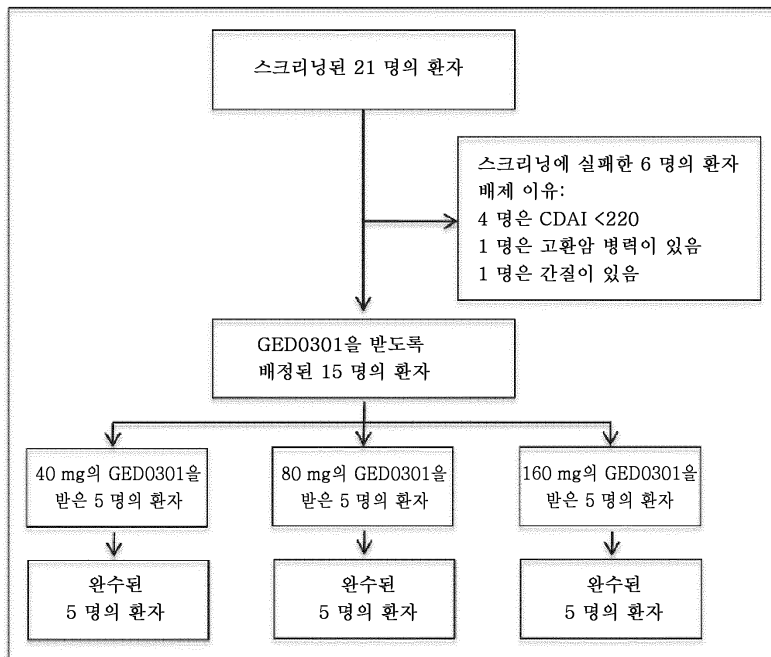 스크리닝된 21 명의 환자
스크리닝에 실패한 6 명의 환자
배제 이유:
4 명은 CDAI <220
1 명은 고환암 병력이 있음
1 명은 간질이 있음
GED0301을 받도록
배정된 15 명의 환자
40 mg의 GED0301을
받은 5 명의 환자
80 mg의 GED0301을
받은 5 명의 환자
160 mg의 GED0301을
받은 5 명의 환자
완수된
5 명의 환자
완수된
5 명의 환자
완수된
5 명의 환자